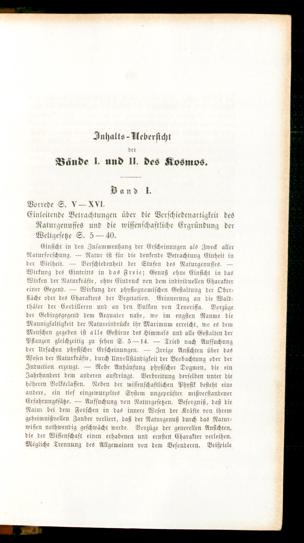 Inhalts-Uebersicht
der
Bände I. und II. des Kosmos.
Band I.
Vorrede S. V—XVI.
Einleitende Betrachtungen über die Verschiedenartigkeit des
Naturgenusses und die wissenschaftliche Ergründung der
Weltgesetze S. 5—40.
Einsicht in den Zusammenhang der Erscheinungen als Zweck aller
Naturforschung. — Natur ist für die denkende Betrachtung Einheit in
der Vielheit. — Verschiedenheit der Stufen des Naturgenusses. —
Wirkung des Eintritts in das freie; Genuß ohne Einsicht in das
Wirken der Naturkräfte, ohne Eindruck von dem individuellen Charakter
einer Gegend. — Wirkung der physiognomischen Gestaltung der Ober-
fläche oder des Charakters der Vegetation. Erinnerung an die Wald-
thäler der Cordilleren und an den Vulkan von Teneriffa. Vorzüge
der Gebirgsgegend dem Aequator nahe, wo im engsten Raume die
Mannigfaltigkeit der Natureindrücke ihr Maximum erreicht, wo es dem
Menschen gegeben ist alle Gestirne des Himmels und alle Gestalten der
Pflanzen gleichzeitig zu sehen S. 5—14. — Trieb nach Auffindung
der Ursachen physischer Erscheinungen. — Irrige Ansichten über das
Wesen der Naturkräfte, durch Unvollständigkeit der Beobachtung oder der
Induction erzeugt. — Rohe Anhäufung physischer Dogmen, die ein
Jahrhundert dem anderen aufdringt. Verbreitung derselben unter die
höheren Volksklassen. Neben der wissenschaftlichen Physik besteht eine
andere, ein tief eingewurzeltes System ungeprüfter mißverstandener
Erfahrungssätze. — Aufsuchung von Naturgesetzen. Besorgniß, daß die
Natur bei dem Forschen in das innere Wesen der Kräfte von ihrem
geheimnißvollen Zauber verliert, daß der Naturgenuß durch das Natur-
wissen nothwendig geschwächt werde. Vorzüge der generellen Ansichten,
die der Wissenschaft einen erhabenen und ernsten Charakter verleihen.
Mögliche Trennung des Allgemeinen von dem Besonderen. Beispiele